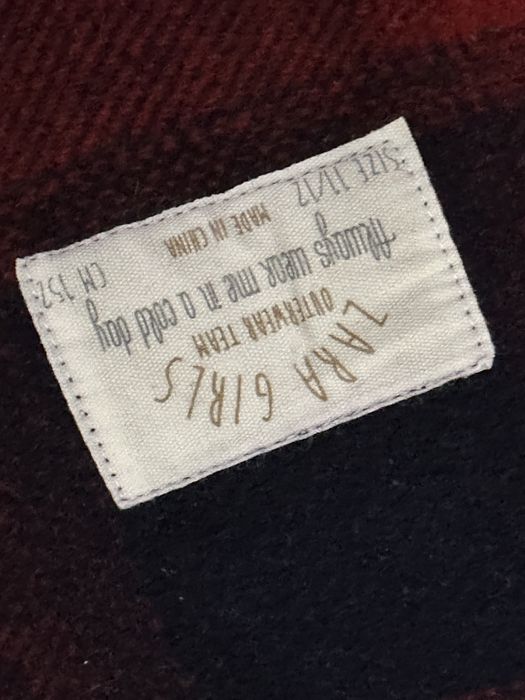 ZARA GIRLS
OUTERWEAR TEAM
Always wear me in a cold day
MADE IN CHINA
SIZE 11/12
CM 152